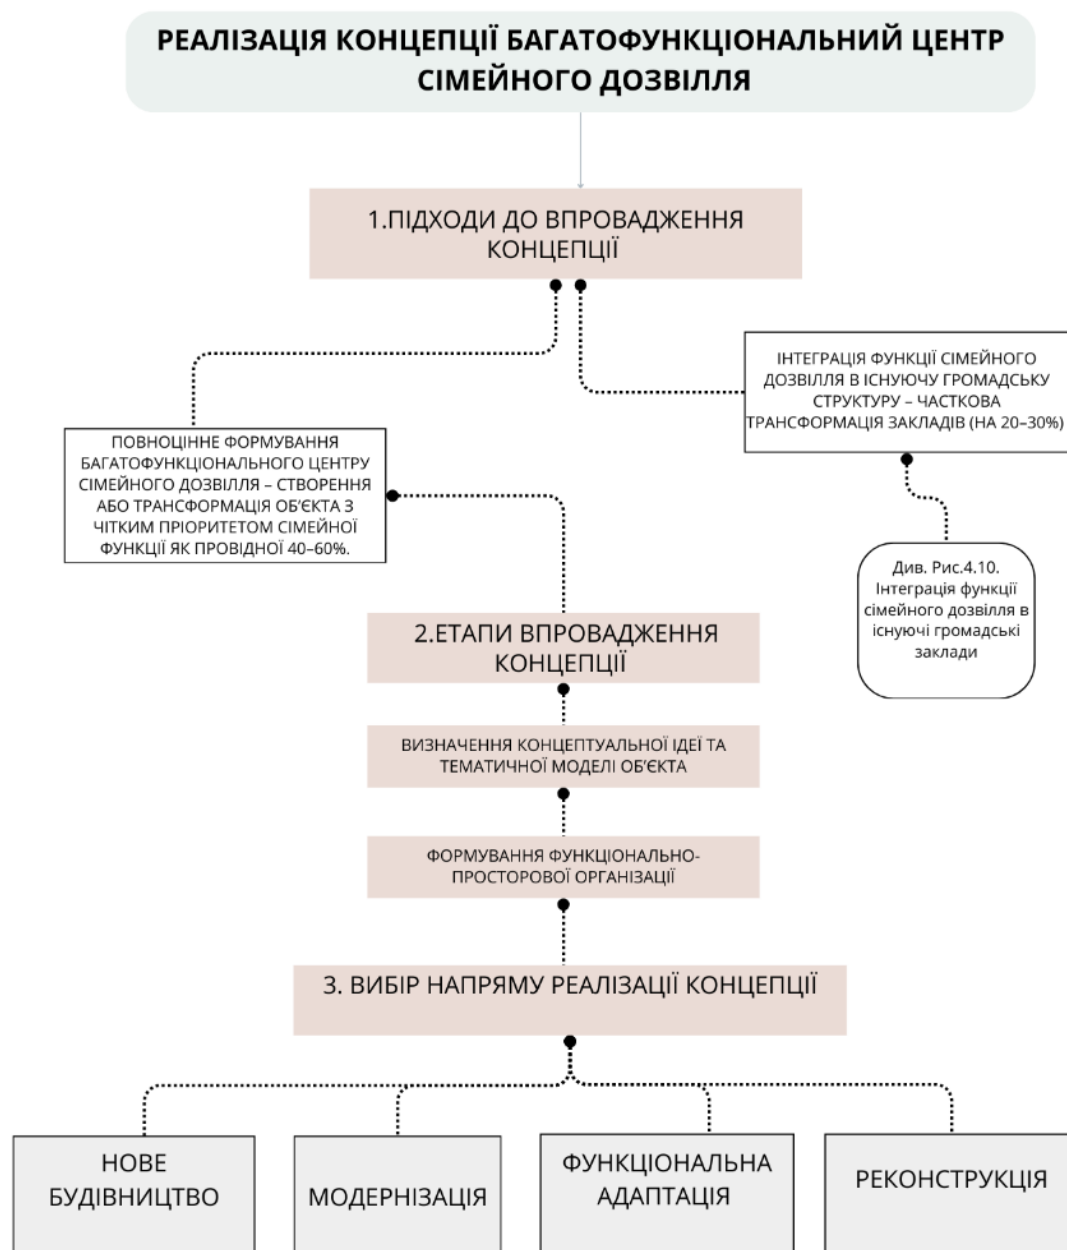 РЕАЛІЗАЦІЯ КОНЦЕПЦІЇ БАГАТОФУНКЦІОНАЛЬНИЙ ЦЕНТР
СІМЕЙНОГО ДОЗВІЛЛЯ
1.ПІДХОДИ ДО ВПРОВАДЖЕННЯ
КОНЦЕПЦІЇ
ІНТЕГРАЦІЯ ФУНКЦІЇ СІМЕЙНОГО
ДОЗВІЛЛЯ В ІСНУЮЧУ ГРОМАДСЬКУ
СТРУКТУРУ – ЧАСТКОВА
ТРАНСФОРМАЦІЯ ЗАКЛАДІВ (НА 20–30%)
ПОВНОЦІННЕ ФОРМУВАННЯ
БАГАТОФУНКЦІОНАЛЬНОГО ЦЕНТРУ
СІМЕЙНОГО ДОЗВІЛЛЯ – СТВОРЕННЯ
АБО ТРАНСФОРМАЦІЯ ОБ'ЄКТА З
ЧІТКИМ ПРІОРИТЕТОМ СІМЕЙНОЇ
ФУНКЦІЇ ЯК ПРОВІДНОЇ 40–60%.
Див. Рис.4.10.
Інтеграція функції
сімейного дозвілля в
існуючі громадські
заклади
2.ЕТАПИ ВПРОВАДЖЕННЯ
КОНЦЕПЦІЇ
ВИЗНАЧЕННЯ КОНЦЕПТУАЛЬНОЇ ІДЕЇ ТА
ТЕМАТИЧНОЇ МОДЕЛІ ОБ'ЄКТА
ФОРМУВАННЯ ФУНКЦІОНАЛЬНО-
ПРОСТОРОВОЇ ОРГАНІЗАЦІЇ
3. ВИБІР НАПРЯМУ РЕАЛІЗАЦІЇ КОНЦЕПЦІЇ
НОВЕ
БУДІВНИЦТВО
МОДЕРНІЗАЦІЯ
ФУНКЦІОНАЛЬНА
АДАПТАЦІЯ
РЕКОНСТРУКЦІЯ